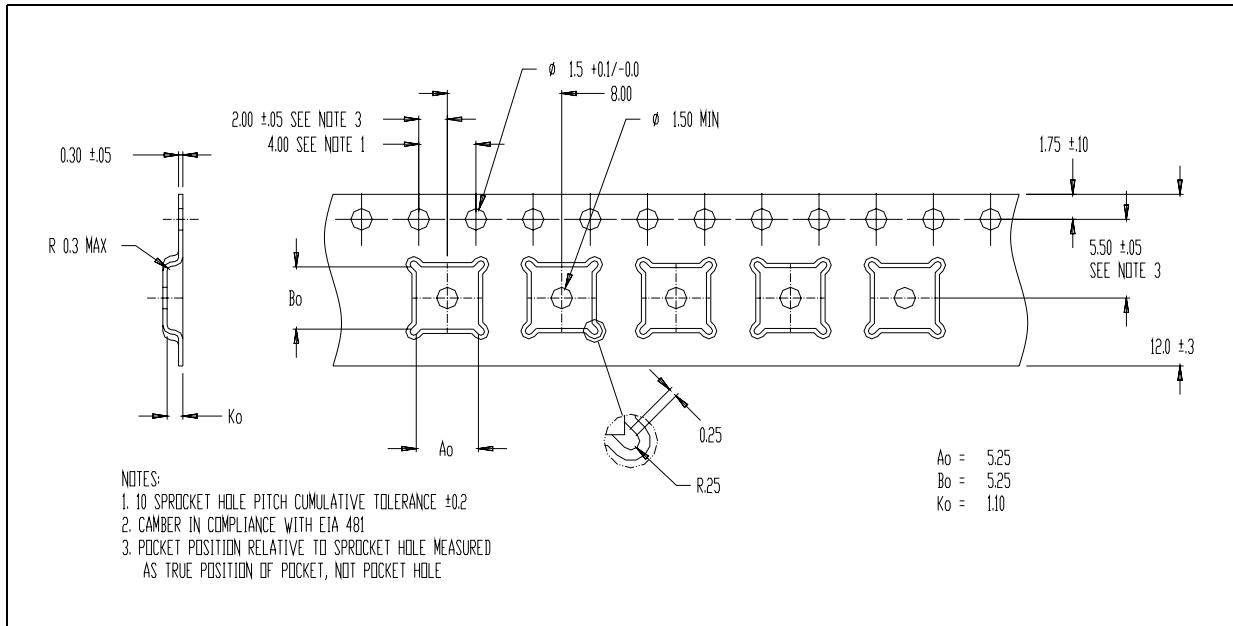 ø 1.5 +0.1/-0.0
8.00
2.00 ±.05 SEE NOTE 3
ø 1.50 MIN
4.00 SEE NOTE 1
1.75 ±.10
0.30 ±.05
R 0.3 MAX
5.50 ±.05
SEE NOTE 3
Bo
12.0 ±.3
Ko
Ao
0.25
R.25
Ao = 5.25
Bo = 5.25
Ko = 1.10
NOTES:
1. 10 SPROCKET HOLE PITCH CUMULATIVE TOLERANCE ±0.2
2. CAMBER IN COMPLIANCE WITH EIA 481
3. POCKET POSITION RELATIVE TO SPROCKET HOLE MEASURED
AS TRUE POSITION OF POCKET, NOT POCKET HOLE